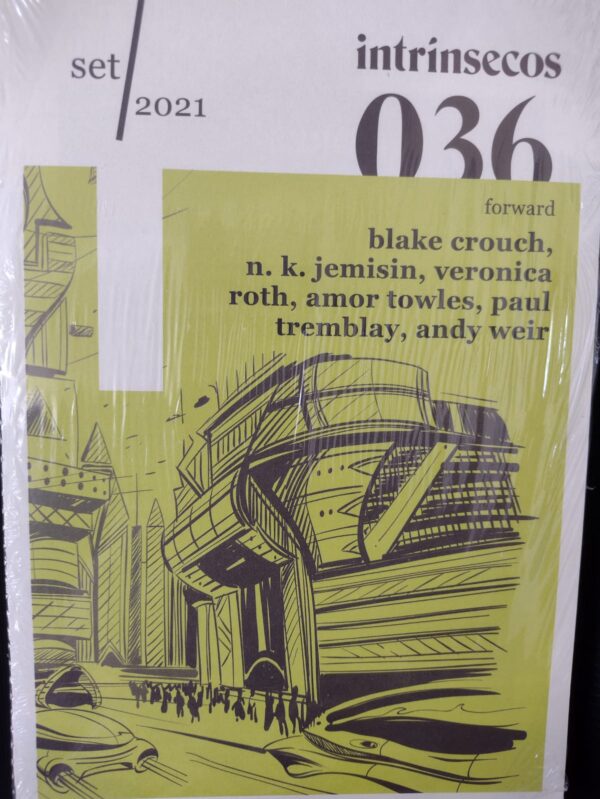 set/
2021
intrínsecos
036
forward
blake crouch,
n. k. jemisin, veronica
roth, amor towles, paul
tremblay, andy weir